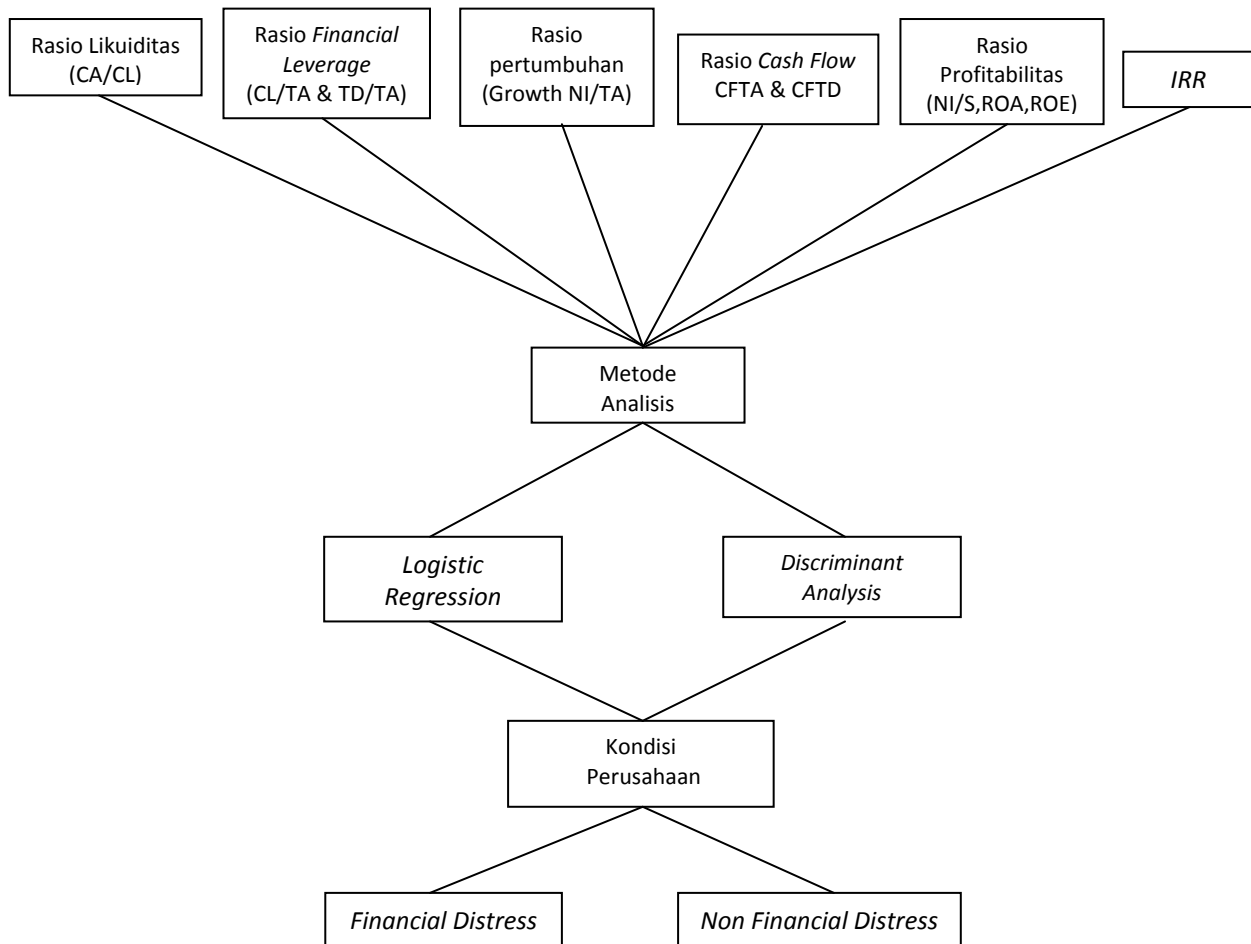 Rasio Likuiditas
(CA/CL)
Rasio Financial
Leverage
(CL/TA & TD/TA)
Rasio
pertumbuhan
(Growth NI/TA)
Rasio Cash Flow
CFTA & CFTD
Rasio
Profitabilitas
(NI/S,ROA,ROE)
IRR
Metode
Analisis
Logistic
Regression
Discriminant
Analysis
Kondisi
Perusahaan
Financial Distress
Non Financial Distress